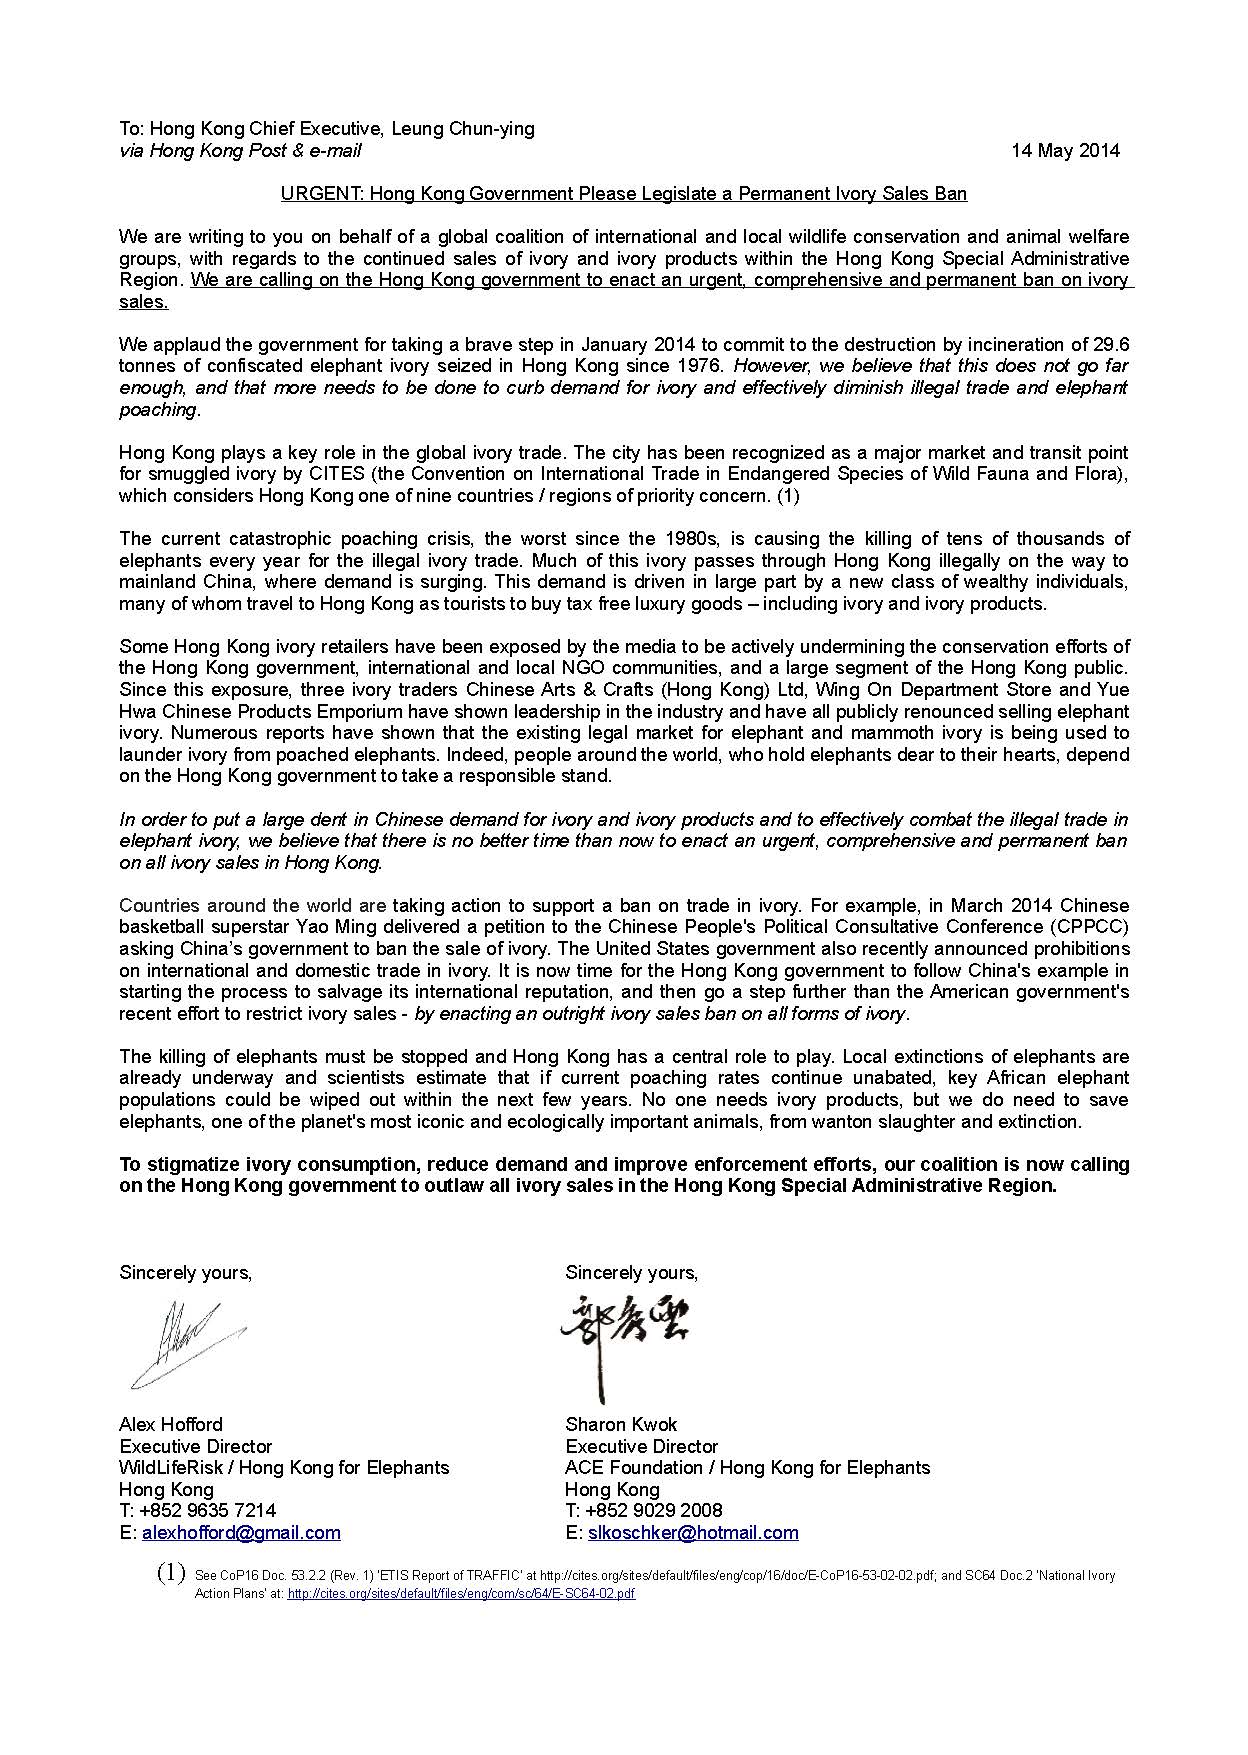 To: Hong Kong Chief Executive, Leung Chun-ying
via Hong Kong Post & e-mail 14 May 2014
URGENT: Hong Kong Government Please Legislate a Permanent Ivory Sales Ban
We are writing to you on behalf of a global coalition of international and local wildlife conservation and animal welfare
groups, with regards to the continued sales of ivory and ivory products within the Hong Kong Special Administrative
Region. We are calling on the Hong Kong government to enact an urgent, comprehensive and permanent ban on ivory
sales.
We applaud the government for taking a brave step in January 2014 to commit to the destruction by incineration of 29.6
tonnes of confiscated elephant ivory seized in Hong Kong since 1976. However, we believe that this does not go far
enough, and that more needs to be done to curb demand for ivory and effectively diminish illegal trade and elephant
poaching.
Hong Kong plays a key role in the global ivory trade. The city has been recognized as a major market and transit point
for smuggled ivory by CITES (the Convention on International Trade in Endangered Species of Wild Fauna and Flora),
which considers Hong Kong one of nine countries / regions of priority concern. (1)
The current catastrophic poaching crisis, the worst since the 1980s, is causing the killing of tens of thousands of
elephants every year for the illegal ivory trade. Much of this ivory passes through Hong Kong illegally on the way to
mainland China, where demand is surging. This demand is driven in large part by a new class of wealthy individuals,
many of whom travel to Hong Kong as tourists to buy tax free luxury goods – including ivory and ivory products.
Some Hong Kong ivory retailers have been exposed by the media to be actively undermining the conservation efforts of
the Hong Kong government, international and local NGO communities, and a large segment of the Hong Kong public.
Since this exposure, three ivory traders Chinese Arts & Crafts (Hong Kong) Ltd, Wing On Department Store and Yue
Hwa Chinese Products Emporium have shown leadership in the industry and have all publicly renounced selling elephant
ivory. Numerous reports have shown that the existing legal market for elephant and mammoth ivory is being used to
launder ivory from poached elephants. Indeed, people around the world, who hold elephants dear to their hearts, depend
on the Hong Kong government to take a responsible stand.
In order to put a large dent in Chinese demand for ivory and ivory products and to effectively combat the illegal trade in
elephant ivory, we believe that there is no better time than now to enact an urgent, comprehensive and permanent ban
on all ivory sales in Hong Kong.
Countries around the world are taking action to support a ban on trade in ivory. For example, in March 2014 Chinese
basketball superstar Yao Ming delivered a petition to the Chinese People's Political Consultative Conference (CPPCC)
asking China’s government to ban the sale of ivory. The United States government also recently announced prohibitions
on international and domestic trade in ivory. It is now time for the Hong Kong government to follow China's example in
starting the process to salvage its international reputation, and then go a step further than the American government's
recent effort to restrict ivory sales - by enacting an outright ivory sales ban on all forms of ivory.
The killing of elephants must be stopped and Hong Kong has a central role to play. Local extinctions of elephants are
already underway and scientists estimate that if current poaching rates continue unabated, key African elephant
populations could be wiped out within the next few years. No one needs ivory products, but we do need to save
elephants, one of the planet's most iconic and ecologically important animals, from wanton slaughter and extinction.
To stigmatize ivory consumption, reduce demand and improve enforcement efforts, our coalition is now calling
on the Hong Kong government to outlaw all ivory sales in the Hong Kong Special Administrative Region.
Sincerely yours,
Alex Hofford
Executive Director
WildLifeRisk / Hong Kong for Elephants
Hong Kong
T: +852 9635 7214
E: alexhofford@gmail.com
Sincerely yours,
Sharon Kwok
Executive Director
ACE Foundation / Hong Kong for Elephants
Hong Kong
T: +852 9029 2008
E: slkoschker@hotmail.com
(1) See CoP16 Doc. 53.2.2 (Rev. 1) 'ETIS Report of TRAFFIC' at http://cites.org/sites/default/files/eng/cop/16/doc/E-CoP16-53-02-02.pdf; and SC64 Doc.2 'National Ivory
Action Plans' at: http://cites.org/sites/default/files/eng/com/sc/64/E-SC64-02.pdf